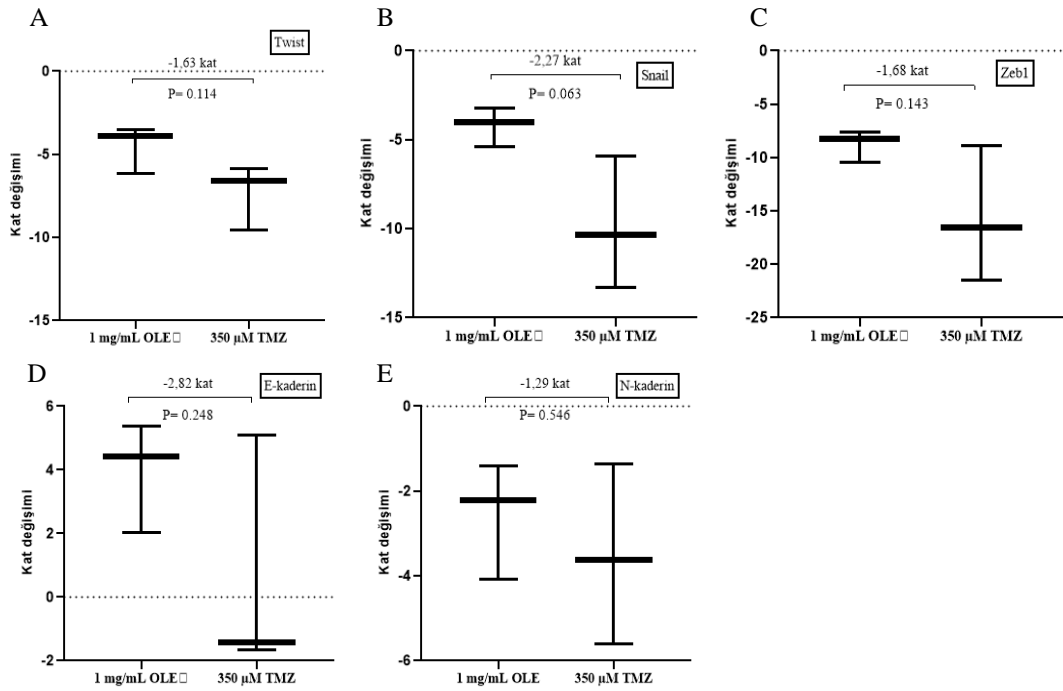 A
Twist
Kat değişimi
0
-5
-10
-15
-1,63 kat
P= 0.114
1 mg/mL OLE□
350 µM TMZ
B
Snail
Kat değişimi
0
-5
-10
-15
-2,27 kat
P= 0.063
1 mg/mL OLE□
350 µM TMZ
C
Zeb1
Kat değişimi
0
-5
-10
-15
-20
-25
-1,68 kat
P= 0.143
1 mg/mL OLE□
350 µM TMZ
D
E-kaderin
Kat değişimi
6
4
2
0
-2
-2,82 kat
P= 0.248
1 mg/mL OLE□
350 µM TMZ
E
N-kaderin
Kat değişimi
0
-2
-4
-6
-1,29 kat
P= 0.546
1 mg/mL OLE
350 µM TMZ